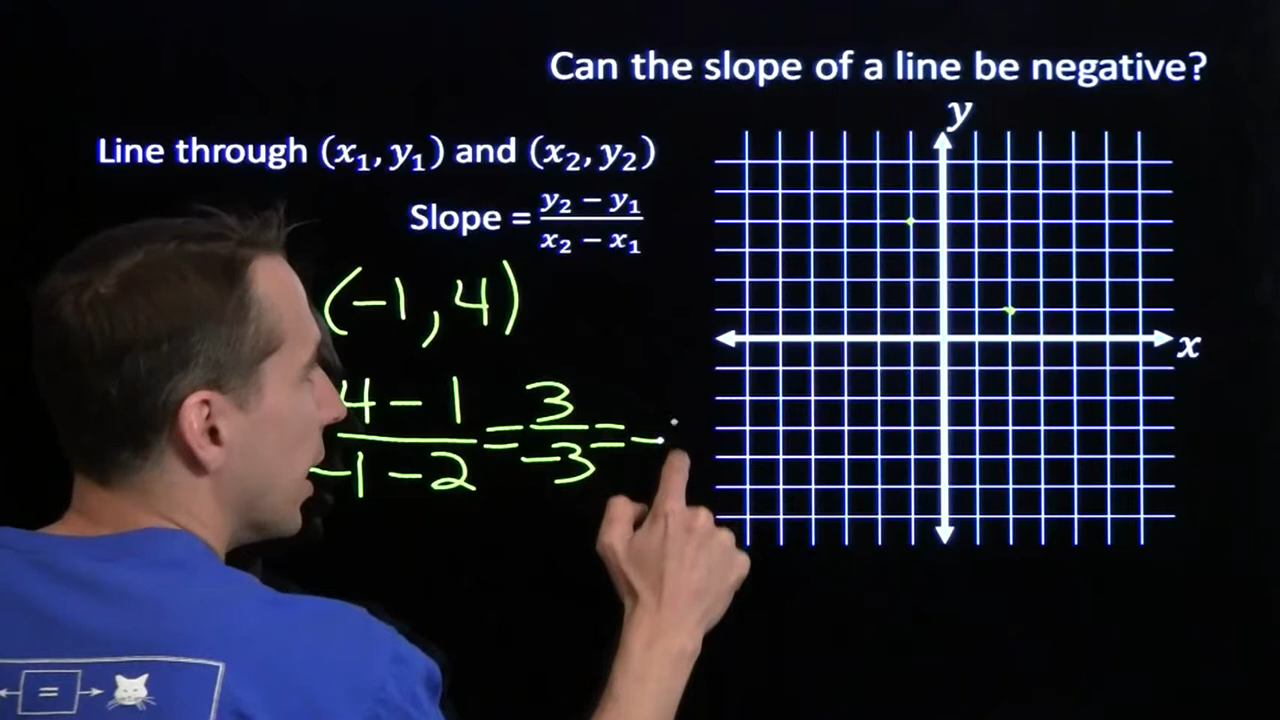 Can the slope of a line be negative?
y
Line through (x₁, y₁) and (x₂, y₂)
Slope = (y₂ − y₁)/(x₂ − x₁)
(-1, 4)
x
(4 - 1)/(-1 - 2) = 3/-3 = -
=